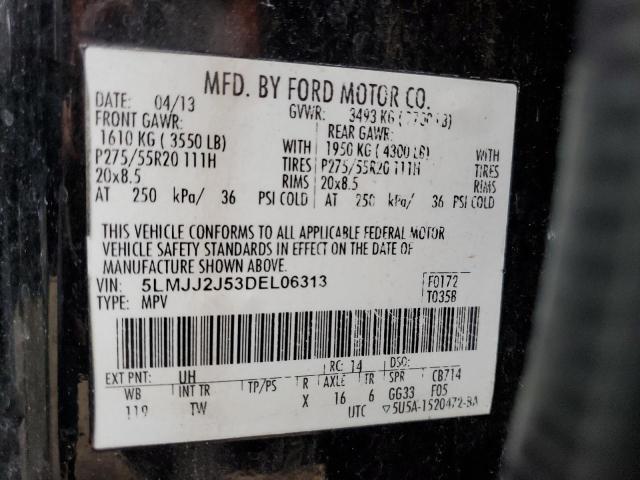 MFD. BY FORD MOTOR CO.
DATE: 04/13 GVWR: 3493 KG
FRONT GAWR: REAR GAWR:
1610 KG ( 3550 LB) WITH 1950 KG ( 4300 LB) WITH
P275/55R20 111H TIRES P275/55R20 111H TIRES
20x8.5 RIMS 20x8.5 RIMS
AT 250 kPa/ 36 PSI COLD AT 250 kPa/ 36 PSI COLD
THIS VEHICLE CONFORMS TO ALL APPLICABLE FEDERAL MOTOR
VEHICLE SAFETY STANDARDS IN EFFECT ON THE DATE OF
MANUFACTURE SHOWN ABOVE.
VIN: 5LMJJ2J53DEL06313 F0172
TYPE: MPV T0358
EXT PNT: UH RC: 14 DSO:
WB INT TR TP/PS R AXLE TR SPR CB714
119 TW X 16 6 GG33 F05
UTC ▽5U5A-1520472-BA